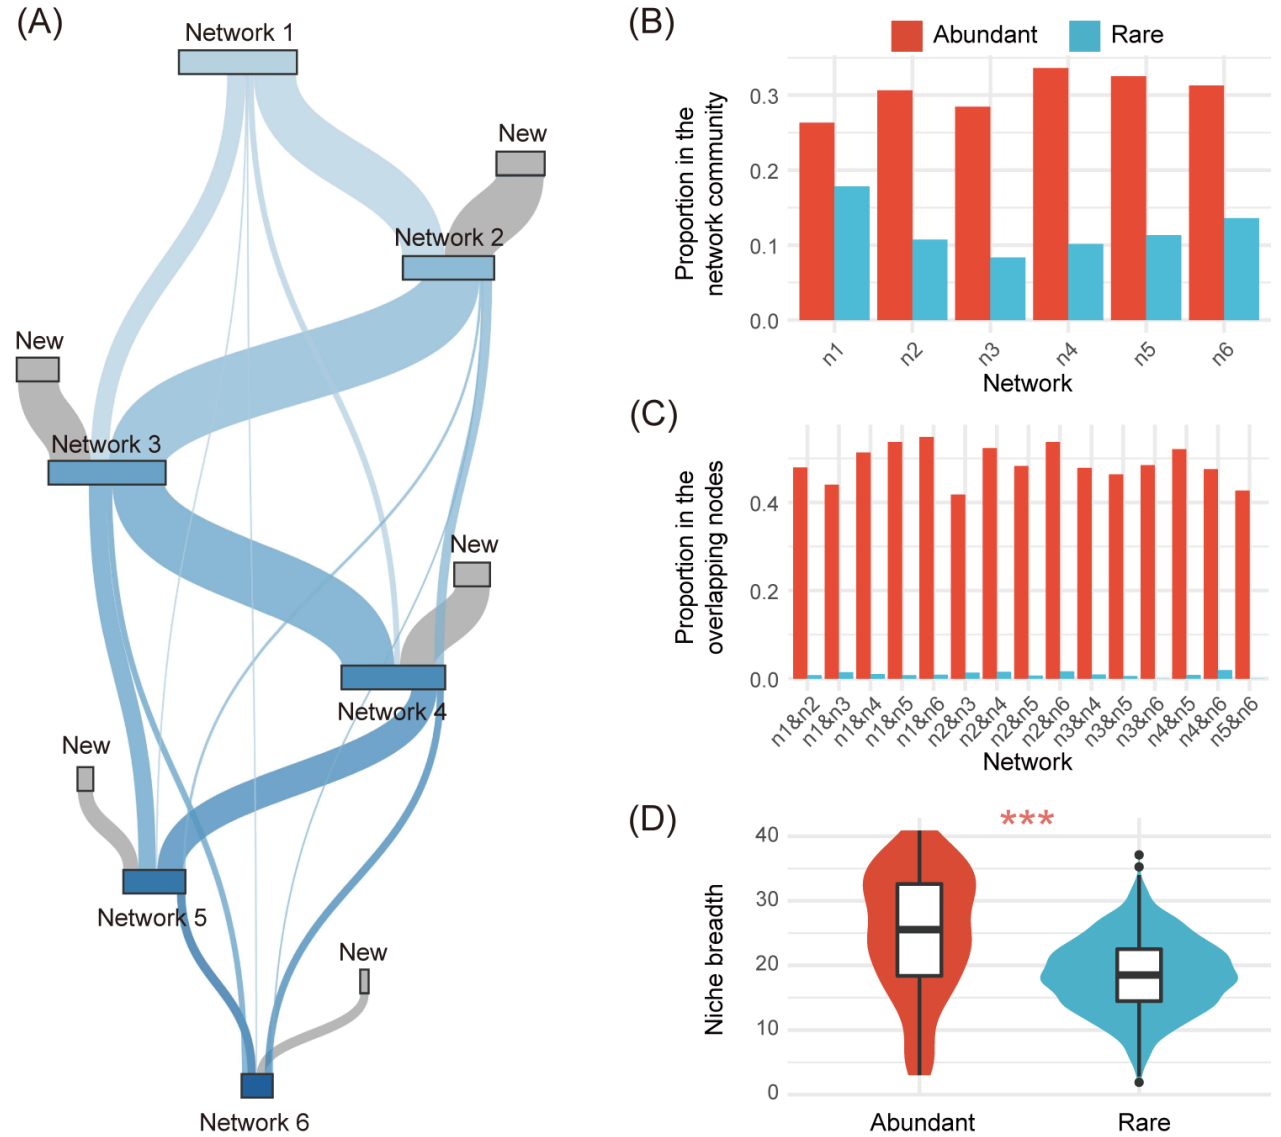 (A)
Network 1
New
Network 2
New
Network 3
New
Network 4
New
Network 5
New
Network 6
(B)
Abundant
Rare
Proportion in the
network community
0.3
0.2
0.1
0.0
n1
n2
n3
n4
n5
n6
Network
(C)
Proportion in the
overlapping nodes
0.4
0.2
0.0
n1&n2
n1&n3
n1&n4
n1&n5
n1&n6
n2&n3
n2&n4
n2&n5
n2&n6
n3&n4
n3&n5
n3&n6
n4&n5
n4&n6
n5&n6
Network
(D)
***
Niche breadth
40
30
20
10
0
Abundant
Rare